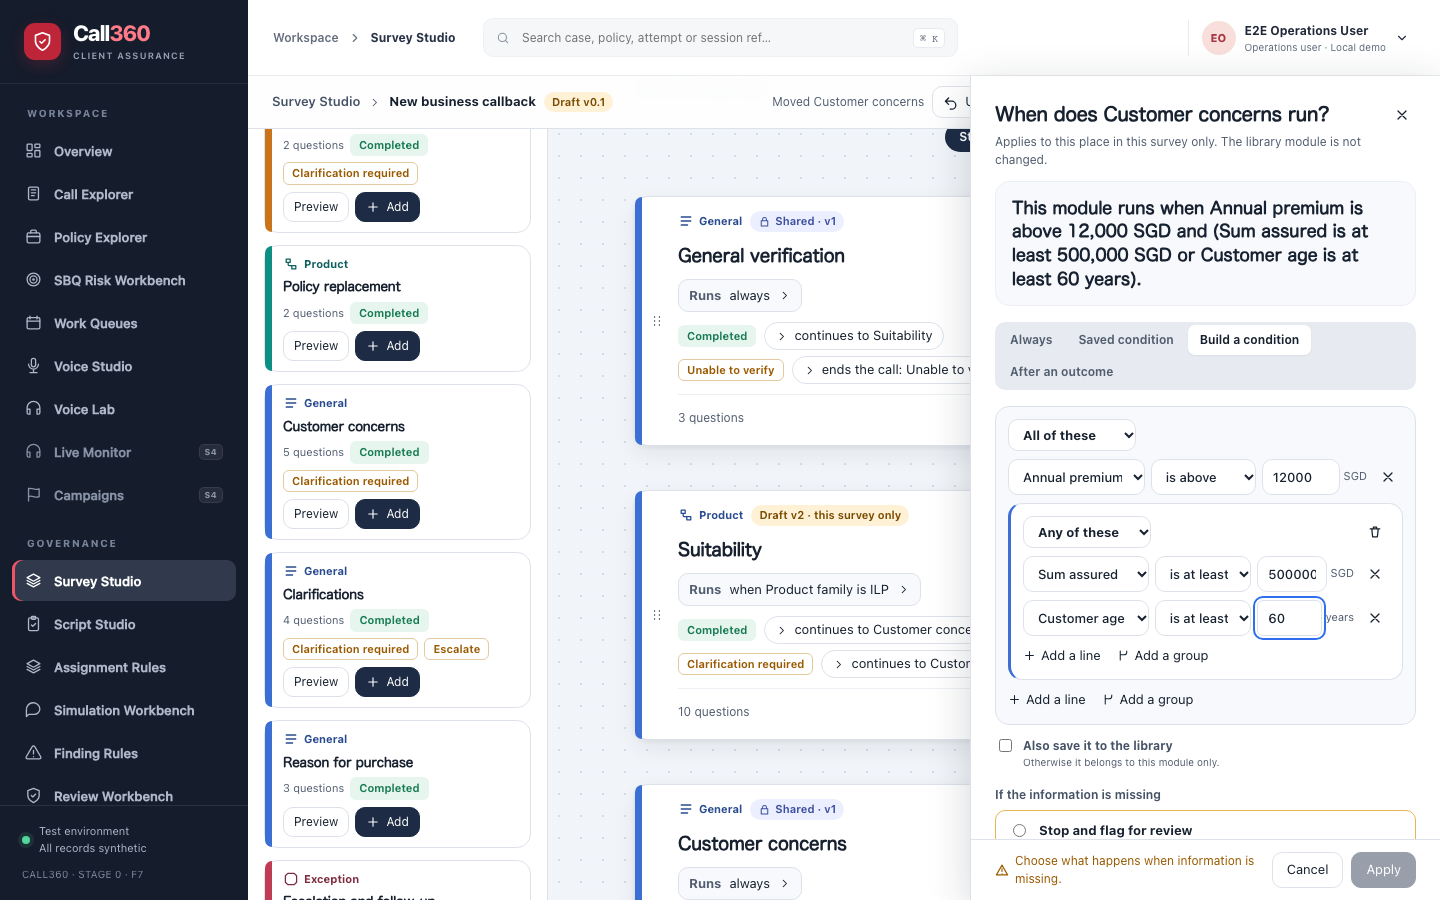 Call360
CLIENT ASSURANCE
WORKSPACE
Overview
Call Explorer
Policy Explorer
SBQ Risk Workbench
Work Queues
Voice Studio
Voice Lab
Live Monitor S4
Campaigns S4
GOVERNANCE
Survey Studio
Script Studio
Assignment Rules
Simulation Workbench
Finding Rules
Review Workbench
Test environment
All records synthetic
CALL360 · STAGE 0 · F7
Workspace > Survey Studio
Search case, policy, attempt or session ref...
⌘ K
EO
E2E Operations User
Operations user · Local demo
Survey Studio > New business callback Draft v0.1
Moved Customer concerns
2 questions Completed
Clarification required
Preview + Add
Product
Policy replacement
2 questions Completed
Preview + Add
General
Customer concerns
5 questions Completed
Clarification required
Preview + Add
General
Clarifications
4 questions Completed
Clarification required Escalate
Preview + Add
General
Reason for purchase
3 questions Completed
Preview + Add
Exception
St
General Shared · v1
General verification
Runs always >
Completed > continues to Suitability
Unable to verify > ends the call: Unable to
3 questions
Product Draft v2 · this survey only
Suitability
Runs when Product family is ILP >
Completed > continues to Customer conce
Clarification required > continues to Custor
10 questions
General Shared · v1
Customer concerns
Runs always >
When does Customer concerns run?
Applies to this place in this survey only. The library module is not
changed.
This module runs when Annual premium is
above 12,000 SGD and (Sum assured is at
least 500,000 SGD or Customer age is at
least 60 years).
Always Saved condition Build a condition
After an outcome
All of these
Annual premium is above 12000 SGD
Any of these
Sum assured is at least 500000 SGD
Customer age is at least 60 years
+ Add a line Add a group
+ Add a line Add a group
Also save it to the library
Otherwise it belongs to this module only.
If the information is missing
Stop and flag for review
Choose what happens when information is
missing.
Cancel Apply